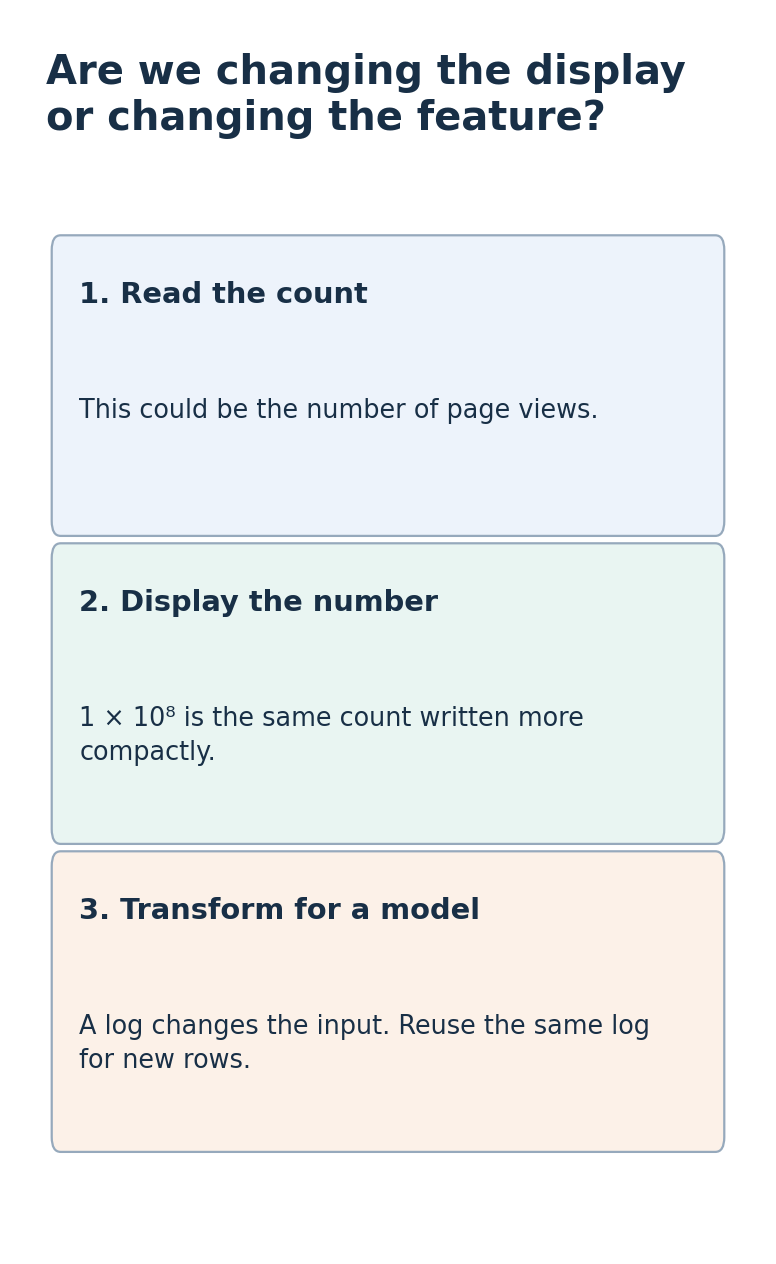 Are we changing the display
or changing the feature?
1. Read the count
This could be the number of page views.
2. Display the number
1 × 10⁸ is the same count written more
compactly.
3. Transform for a model
A log changes the input. Reuse the same log
for new rows.